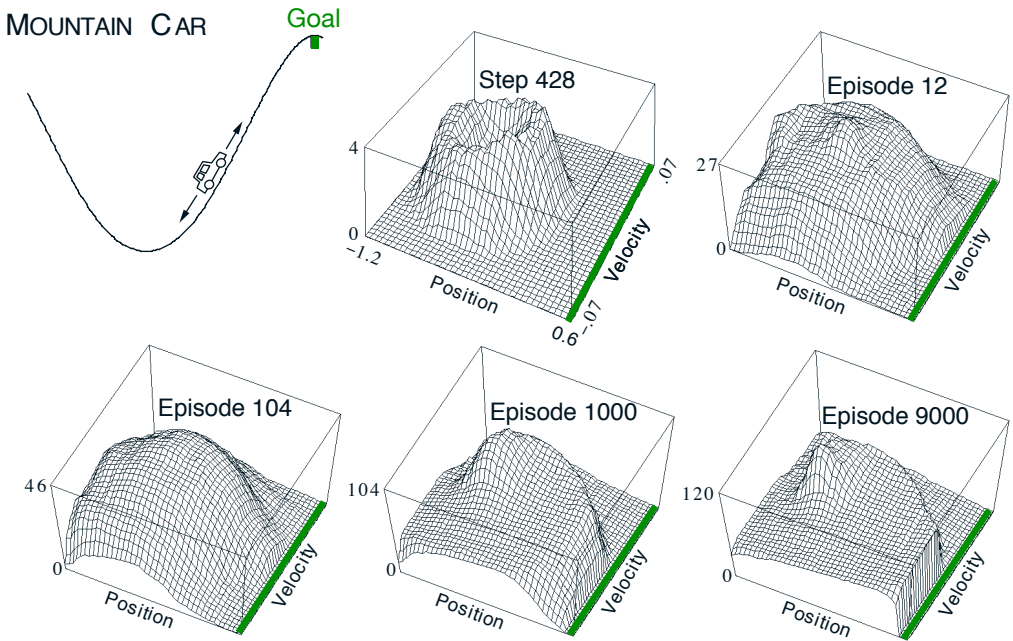 MOUNTAIN CAR
Goal
Step 428
4
0
−1.2
Position
0.6
−.07
Velocity
.07
Episode 12
27
0
Position
Velocity
Episode 104
46
0
Position
Velocity
Episode 1000
104
0
Position
Velocity
Episode 9000
120
0
Position
Velocity